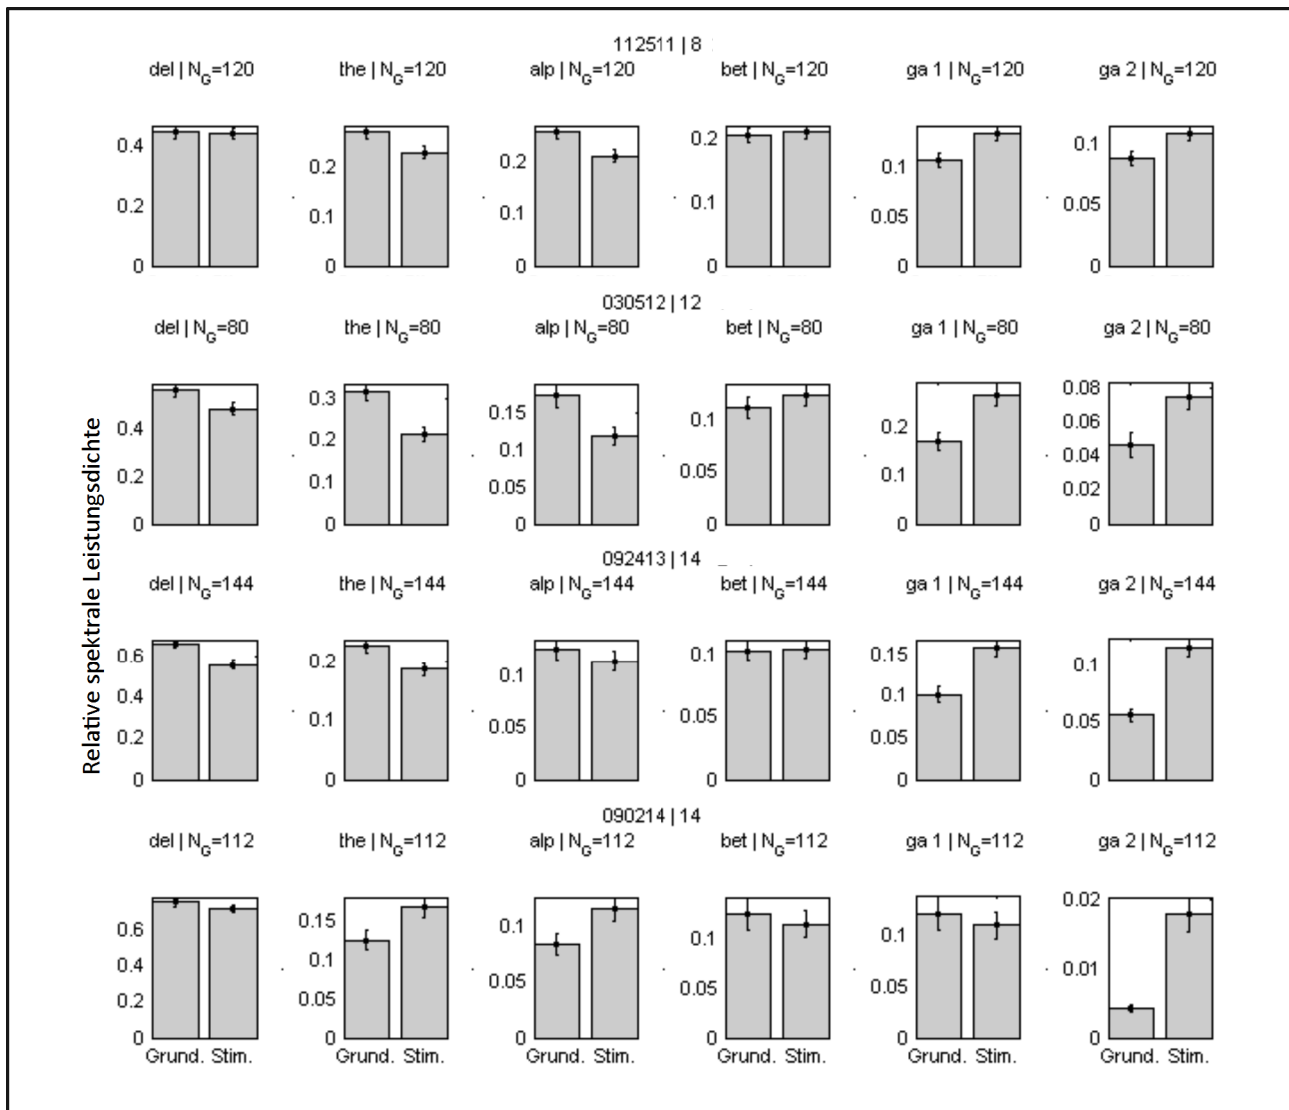 112511 | 8
del | N_G=120 the | N_G=120 alp | N_G=120 bet | N_G=120 ga 1 | N_G=120 ga 2 | N_G=120
0.4 0.2 0
0.2 0.1 0
0.2 0.1 0
0.2 0.1 0
0.1 0.05 0
0.1 0.05 0
030512 | 12
del | N_G=80 the | N_G=80 alp | N_G=80 bet | N_G=80 ga 1 | N_G=80 ga 2 | N_G=80
0.4 0.2 0
0.3 0.2 0.1 0
0.15 0.1 0.05 0
0.1 0.05 0
0.2 0.1 0
0.08 0.06 0.04 0.02 0
Relative spektrale Leistungsdichte
092413 | 14
del | N_G=144 the | N_G=144 alp | N_G=144 bet | N_G=144 ga 1 | N_G=144 ga 2 | N_G=144
0.6 0.4 0.2 0
0.2 0.1 0
0.1 0.05 0
0.1 0.05 0
0.15 0.1 0.05 0
0.1 0.05 0
090214 | 14
del | N_G=112 the | N_G=112 alp | N_G=112 bet | N_G=112 ga 1 | N_G=112 ga 2 | N_G=112
0.6 0.4 0.2 0
0.15 0.1 0.05 0
0.1 0.05 0
0.1 0.05 0
0.1 0.05 0
0.02 0.01 0
Grund. Stim. Grund. Stim. Grund. Stim. Grund. Stim. Grund. Stim. Grund. Stim.